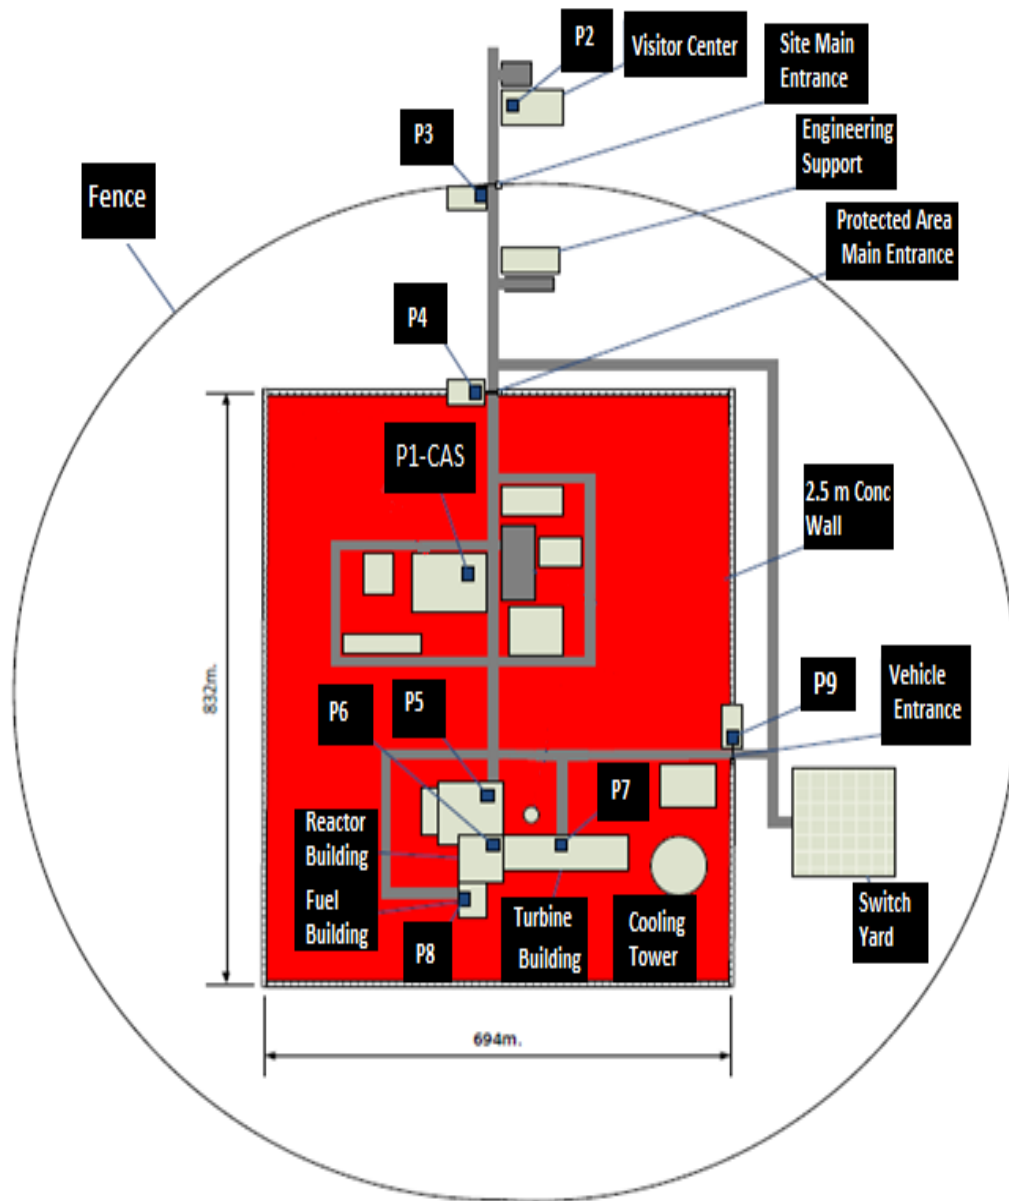 P2
Visitor Center
Site Main
Entrance
P3
Engineering
Support
Fence
Protected Area
Main Entrance
P4
P1-CAS
2.5 m Conc
Wall
832m.
P6
P5
P9
Vehicle
Entrance
P7
Reactor
Building
Fuel
Building
P8
Turbine
Building
Cooling
Tower
Switch
Yard
694m.